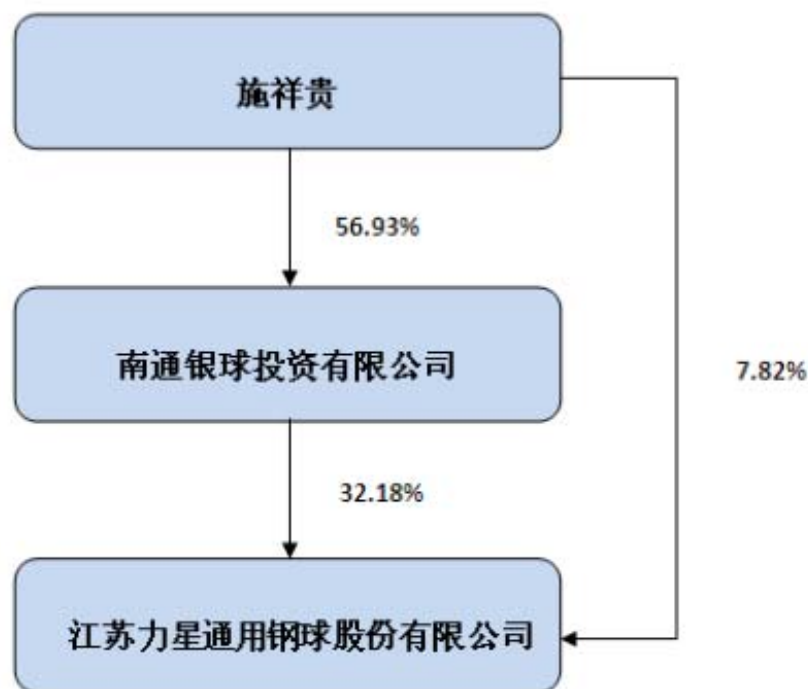 施祥贵
56.93%
南通银球投资有限公司
7.82%
32.18%
江苏力星通用钢球股份有限公司